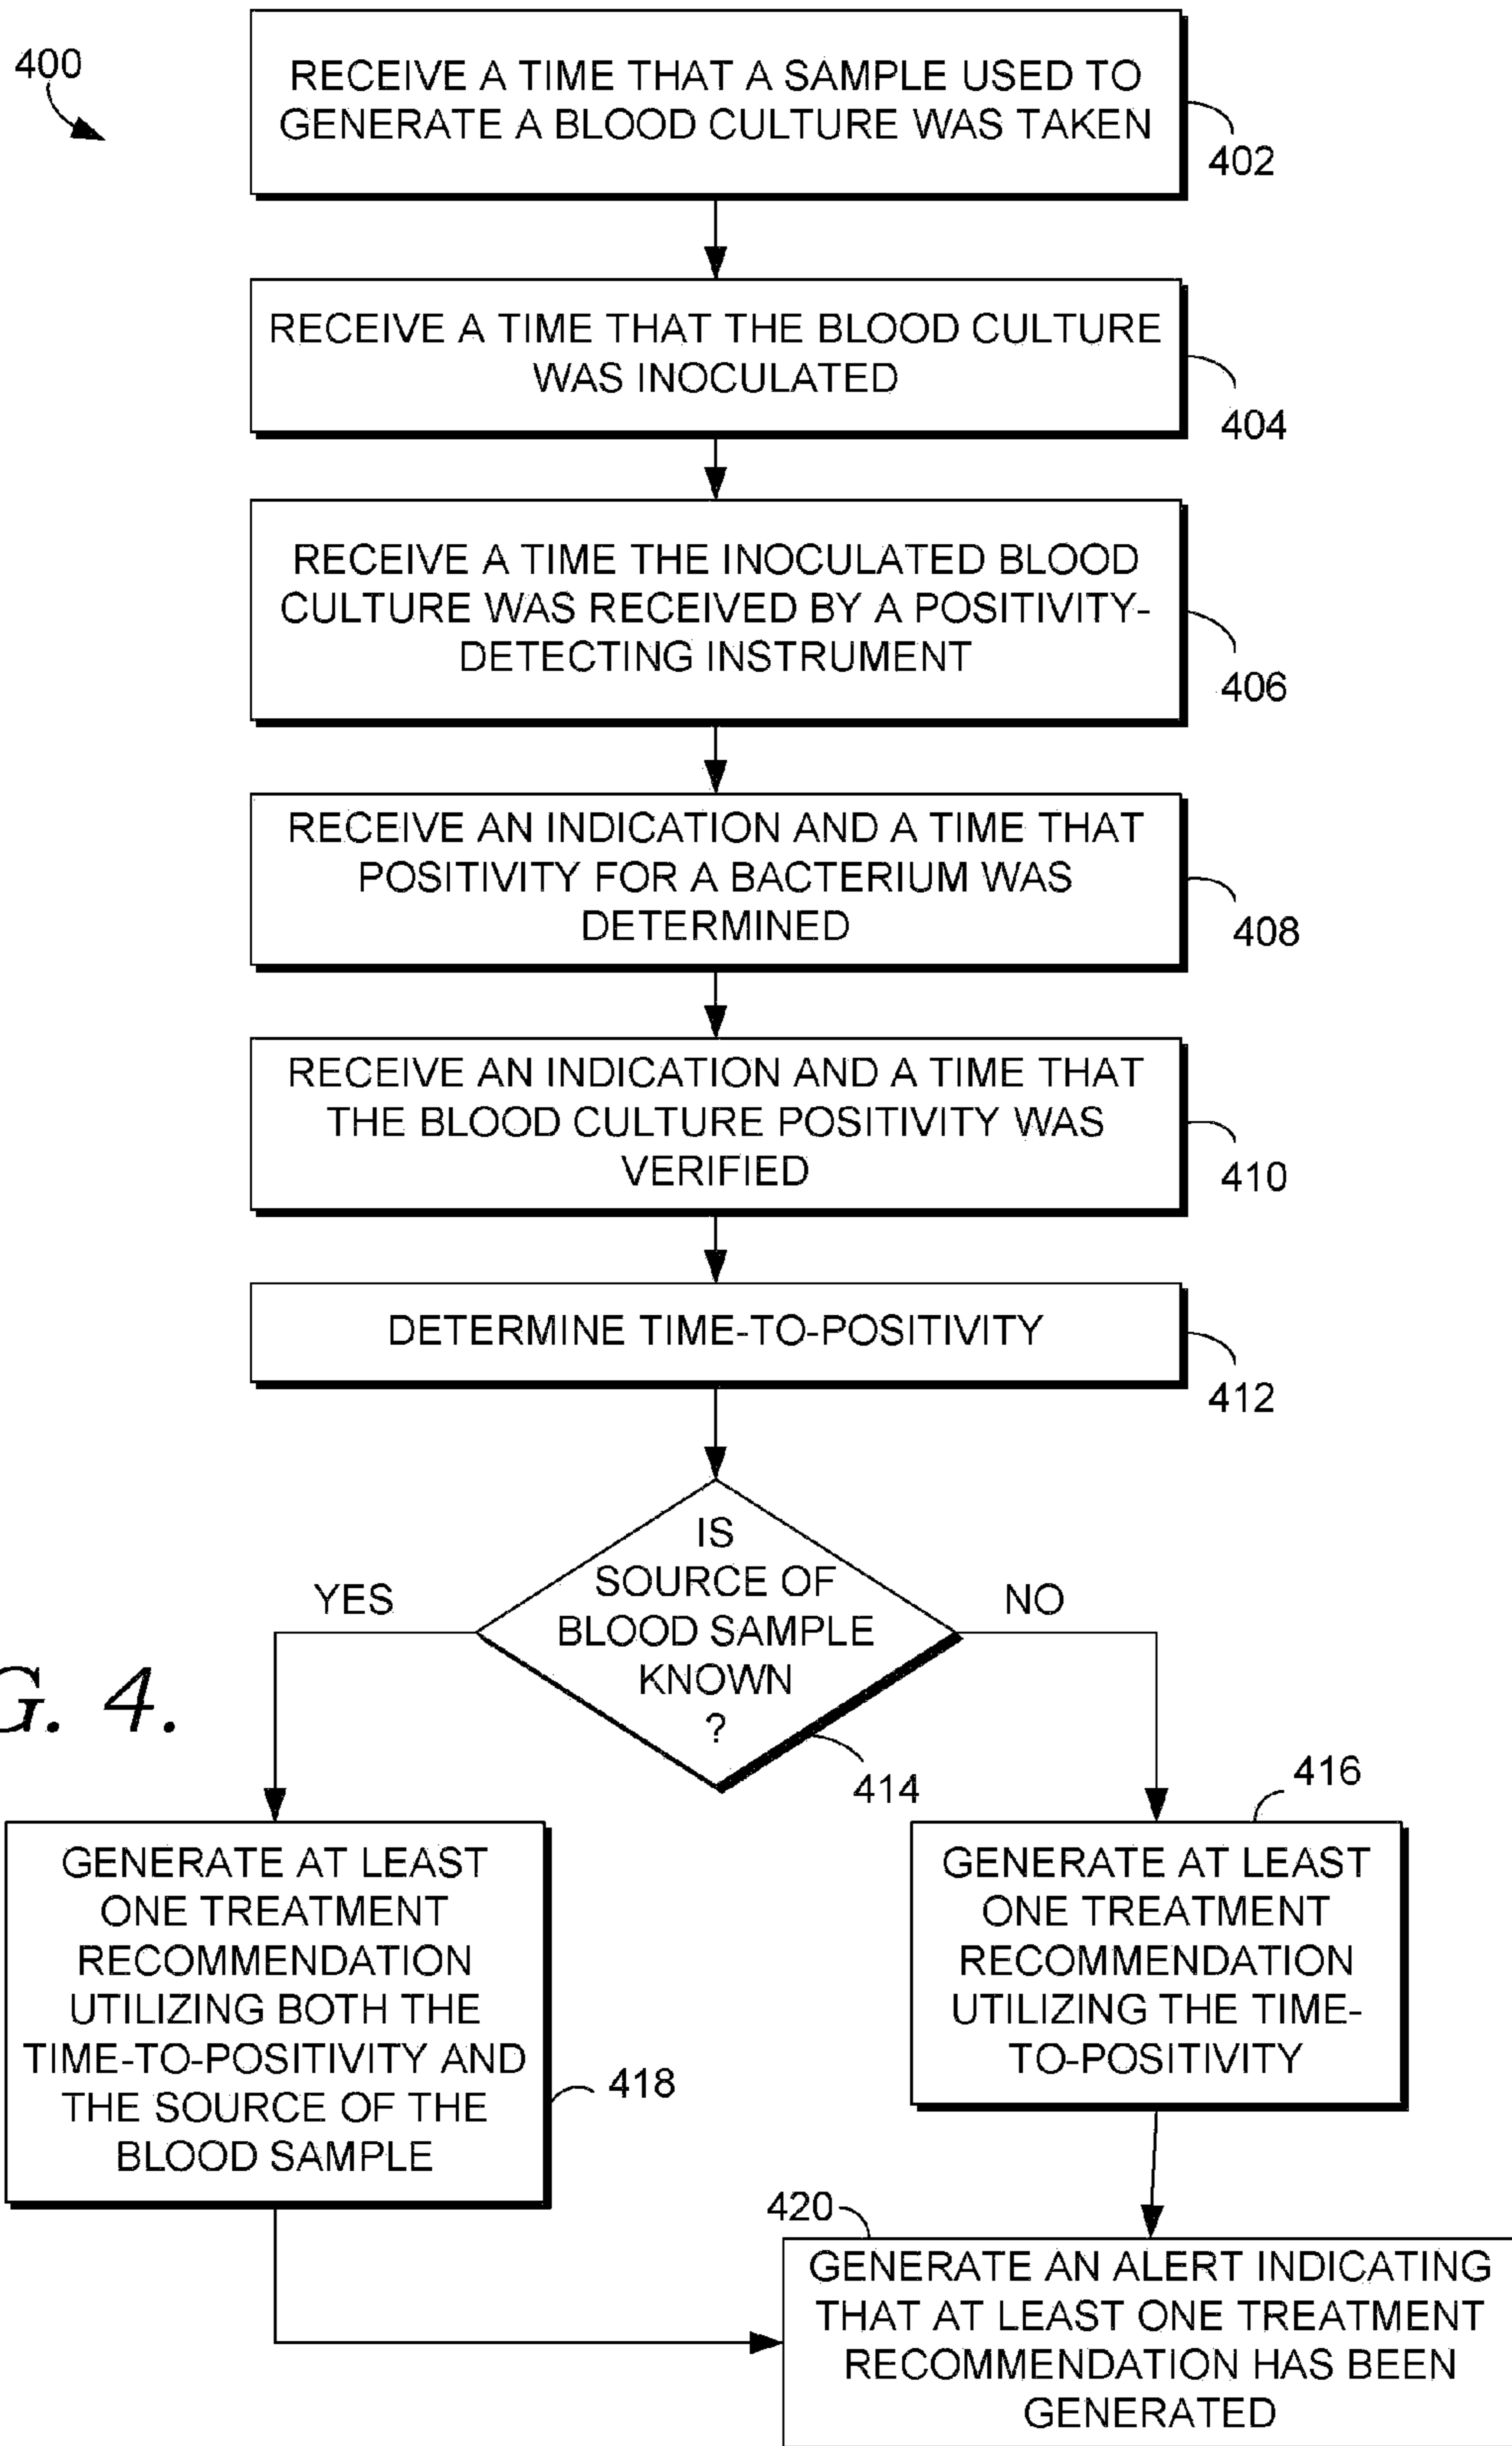 400
RECEIVE A TIME THAT A SAMPLE USED TO
GENERATE A BLOOD CULTURE WAS TAKEN
402
RECEIVE A TIME THAT THE BLOOD CULTURE
WAS INOCULATED
404
RECEIVE A TIME THE INOCULATED BLOOD
CULTURE WAS RECEIVED BY A POSITIVITY-
DETECTING INSTRUMENT
406
RECEIVE AN INDICATION AND A TIME THAT
POSITIVITY FOR A BACTERIUM WAS
DETERMINED
408
RECEIVE AN INDICATION AND A TIME THAT
THE BLOOD CULTURE POSITIVITY WAS
VERIFIED
410
DETERMINE TIME-TO-POSITIVITY
412
IS
SOURCE OF
BLOOD SAMPLE
KNOWN
?
414
YES
NO
G. 4.
GENERATE AT LEAST
ONE TREATMENT
RECOMMENDATION
UTILIZING BOTH THE
TIME-TO-POSITIVITY AND
THE SOURCE OF THE
BLOOD SAMPLE
418
416
GENERATE AT LEAST
ONE TREATMENT
RECOMMENDATION
UTILIZING THE TIME-
TO-POSITIVITY
420
GENERATE AN ALERT INDICATING
THAT AT LEAST ONE TREATMENT
RECOMMENDATION HAS BEEN
GENERATED